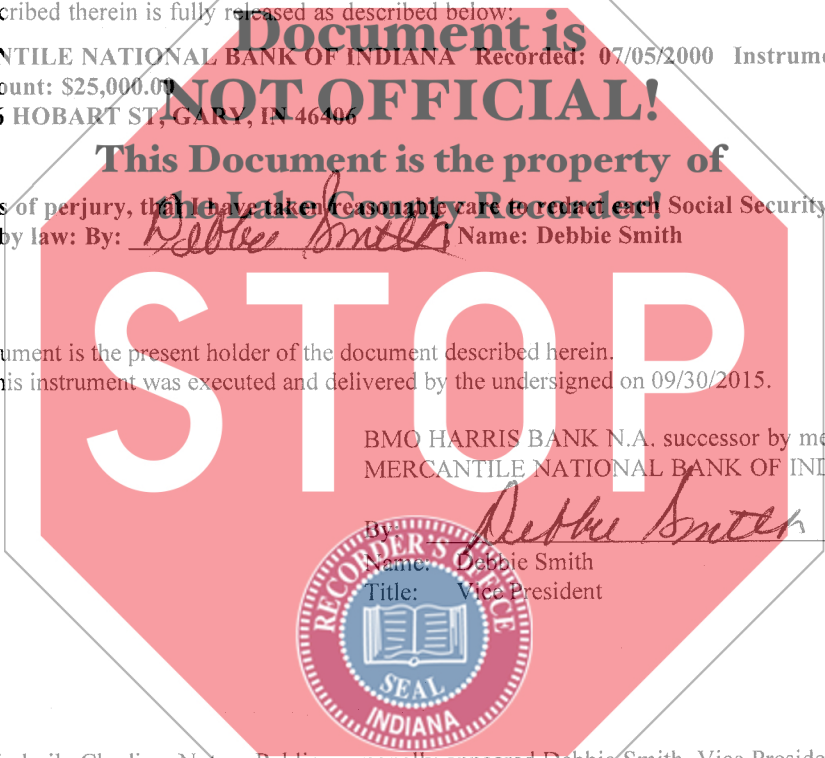 cribed therein is fully released as described below:
Document is
NTILE NATIONAL BANK OF INDIANA Recorded: 07/05/2000 Instrume
ount: $25,000.00
NOT OFFICIAL!
6 HOBART ST, GARY, IN 46406
This Document is the property of
the Lake County Recorder!
s of perjury, that I have taken reasonable care to redact each Social Security
by law: By: Debbie Smith Name: Debbie Smith
STOP
ument is the present holder of the document described herein.
his instrument was executed and delivered by the undersigned on 09/30/2015.
BMO HARRIS BANK N.A. successor by me
MERCANTILE NATIONAL BANK OF IND
By: Debbie Smith
Name: Debbie Smith
Title: Vice President
RECORDER'S OFFICE
SEAL
INDIANA
Debbie Smith, Vice Preside